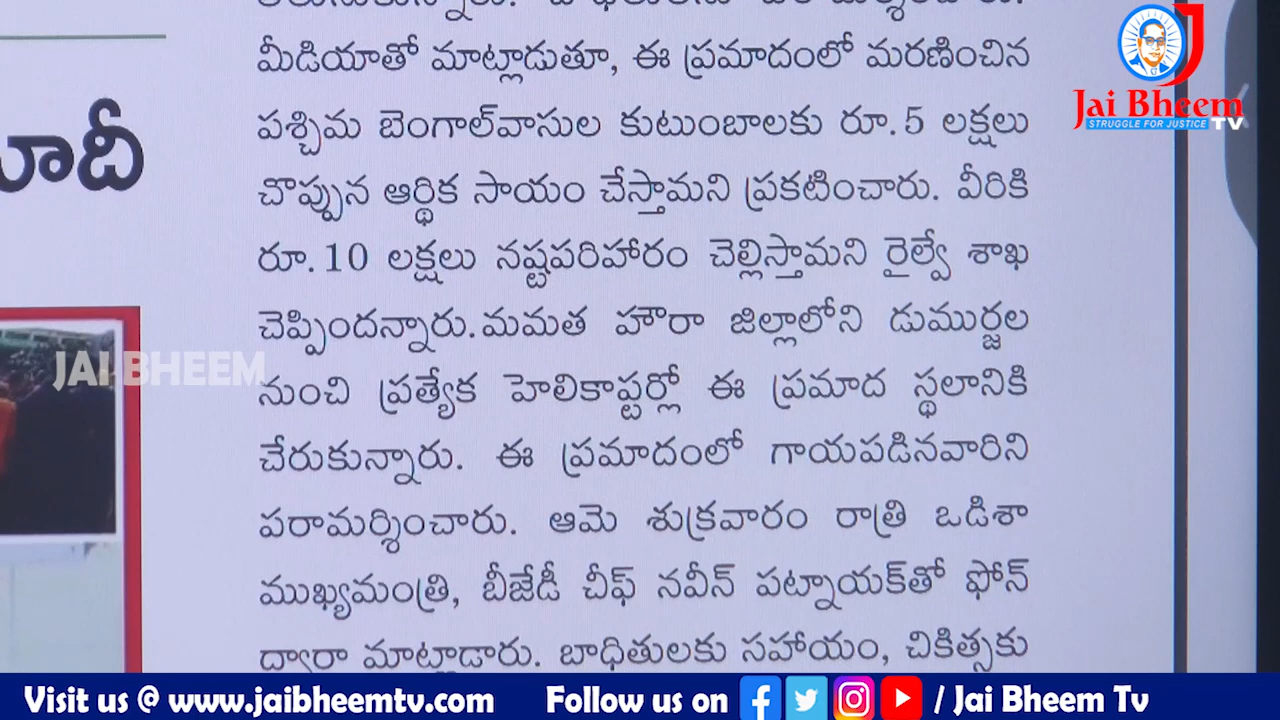 మీడియాతో మాట్లాడుతూ, ఈ ప్రమాదంలో మరణించిన
పశ్చిమ బెంగాల్‌వాసుల కుటుంబాలకు రూ.5 లక్షలు
చొప్పున ఆర్థిక సాయం చేస్తామని ప్రకటించారు. వీరికి
రూ.10 లక్షలు నష్టపరిహారం చెల్లిస్తామని రైల్వే శాఖ
చెప్పిందన్నారు.మమత హౌరా జిల్లాలోని డుముర్జల
నుంచి ప్రత్యేక హెలికాప్టర్లో ఈ ప్రమాద స్థలానికి
చేరుకున్నారు. ఈ ప్రమాదంలో గాయపడినవారిని
పరామర్శించారు. ఆమె శుక్రవారం రాత్రి ఒడిశా
ముఖ్యమంత్రి, బీజేడీ చీఫ్ నవీన్ పట్నాయక్‌తో ఫోన్
ద్వారా మాట్లాడారు. బాధితులకు సహాయం, చికిత్సకు
Jai Bheem
STRUGGLE FOR JUSTICE TV
JAI BHEEM
Visit us @ www.jaibheemtv.com Follow us on / Jai Bheem Tv